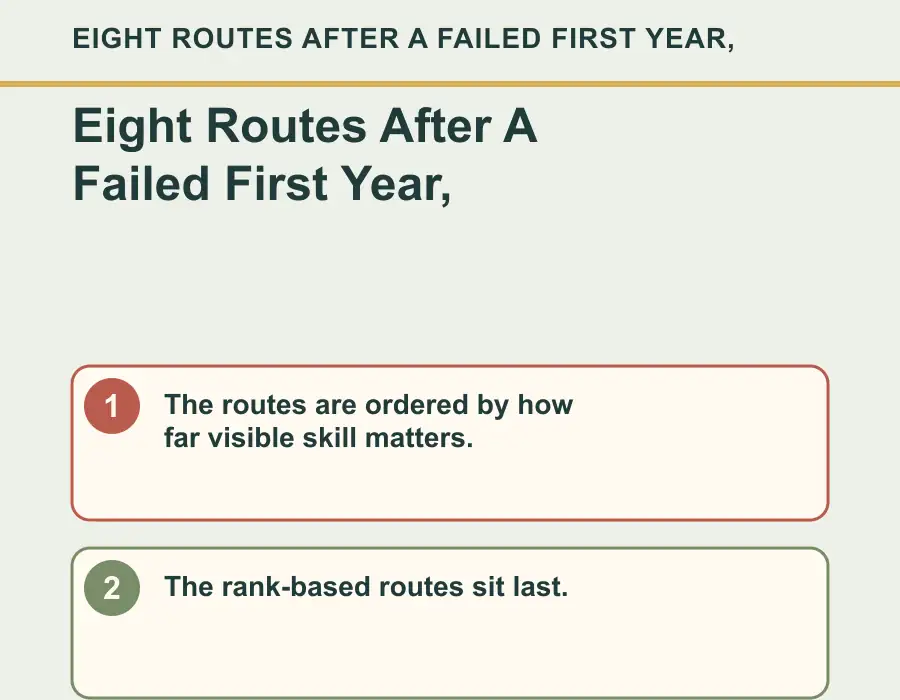 EIGHT ROUTES AFTER A FAILED FIRST YEAR,
Eight Routes After A
Failed First Year,
1
The routes are ordered by how
far visible skill matters.
2
The rank-based routes sit last.